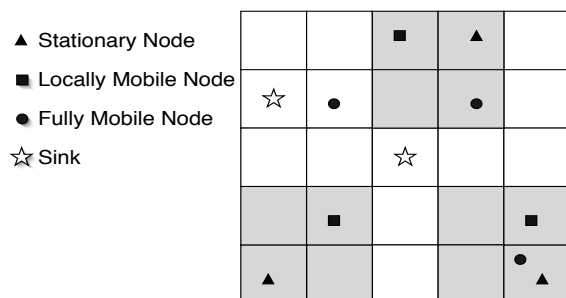 Stationary Node
Locally Mobile Node
Fully Mobile Node
Sink